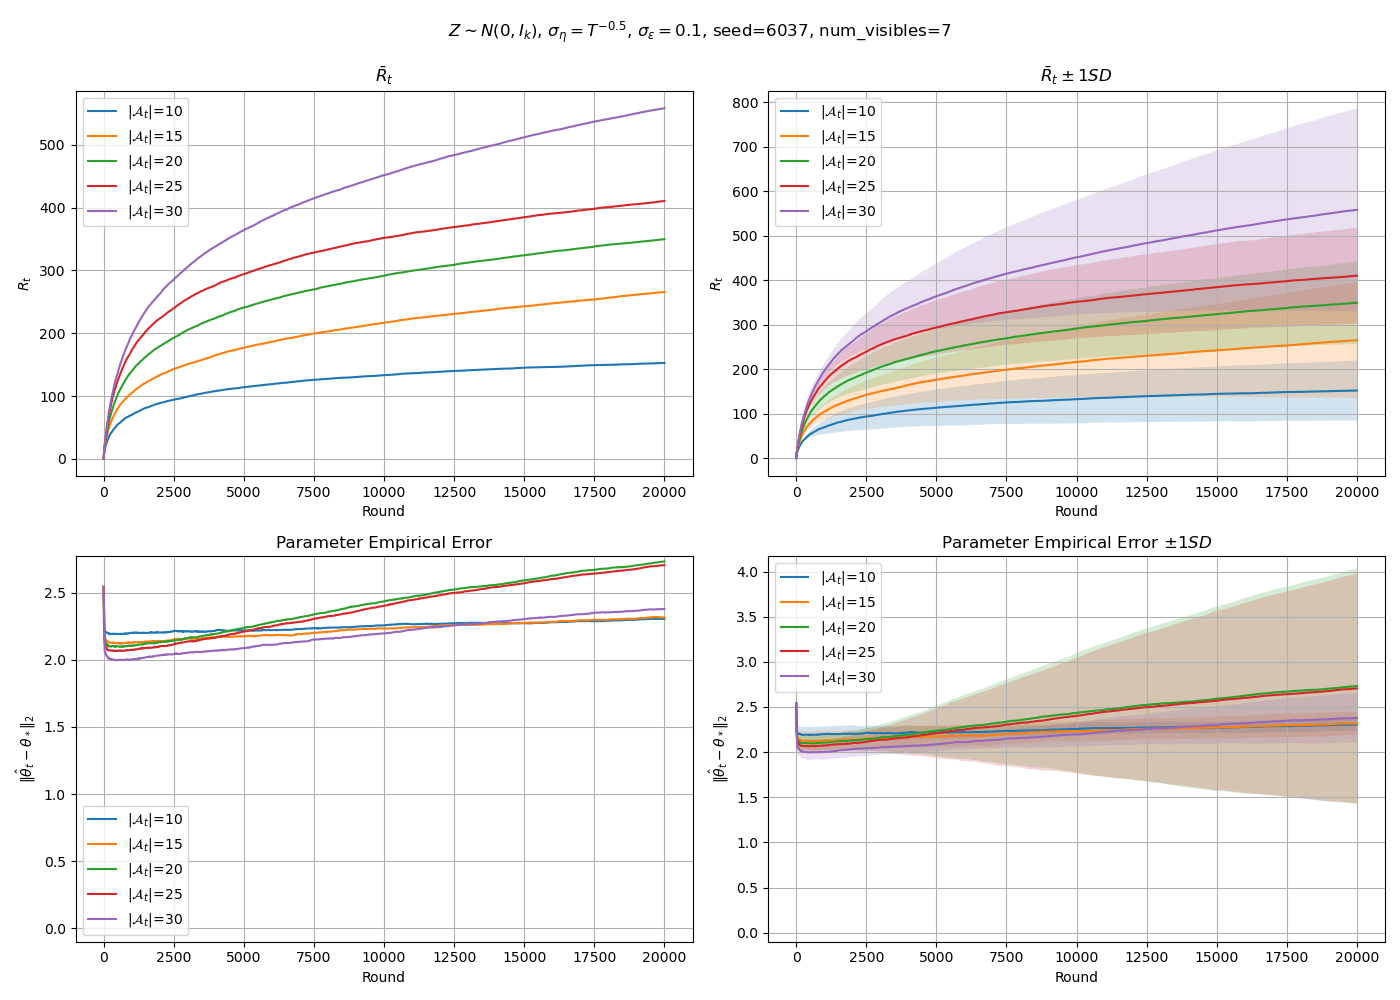 Z ∼ N(0, I_k), σ_η = T^{−0.5}, σ_ε = 0.1, seed=6037, num_visibles=7
R̄_t
R_t
500
400
300
200
100
0
|𝒜_t|=10
|𝒜_t|=15
|𝒜_t|=20
|𝒜_t|=25
|𝒜_t|=30
0 2500 5000 7500 10000 12500 15000 17500 20000
Round
R̄_t ± 1SD
R_t
800
700
600
500
400
300
200
100
0
|𝒜_t|=10
|𝒜_t|=15
|𝒜_t|=20
|𝒜_t|=25
|𝒜_t|=30
0 2500 5000 7500 10000 12500 15000 17500 20000
Round
Parameter Empirical Error
‖θ̂_t − θ_*‖_2
2.5
2.0
1.5
1.0
0.5
0.0
|𝒜_t|=10
|𝒜_t|=15
|𝒜_t|=20
|𝒜_t|=25
|𝒜_t|=30
0 2500 5000 7500 10000 12500 15000 17500 20000
Round
Parameter Empirical Error ±1SD
‖θ̂_t − θ_*‖_2
4.0
3.5
3.0
2.5
2.0
1.5
1.0
0.5
0.0
|𝒜_t|=10
|𝒜_t|=15
|𝒜_t|=20
|𝒜_t|=25
|𝒜_t|=30
0 2500 5000 7500 10000 12500 15000 17500 20000
Round